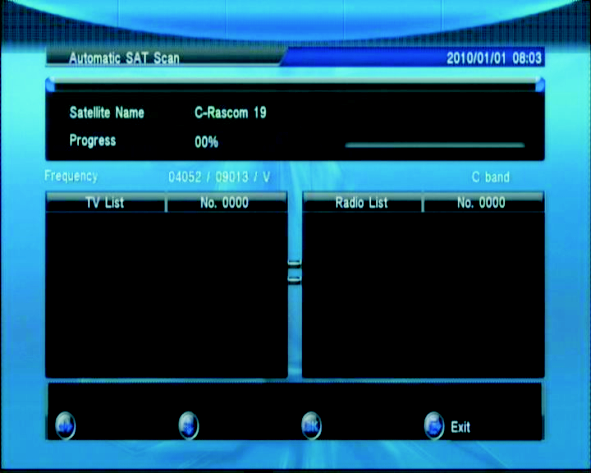 Automatic SAT Scan 2010/01/01 08:03
Satellite Name C-Rascom 19
Progress 00%
Frequency 04052 / 09013 / V C band
TV List No. 0000 Radio List No. 0000
OK Exit